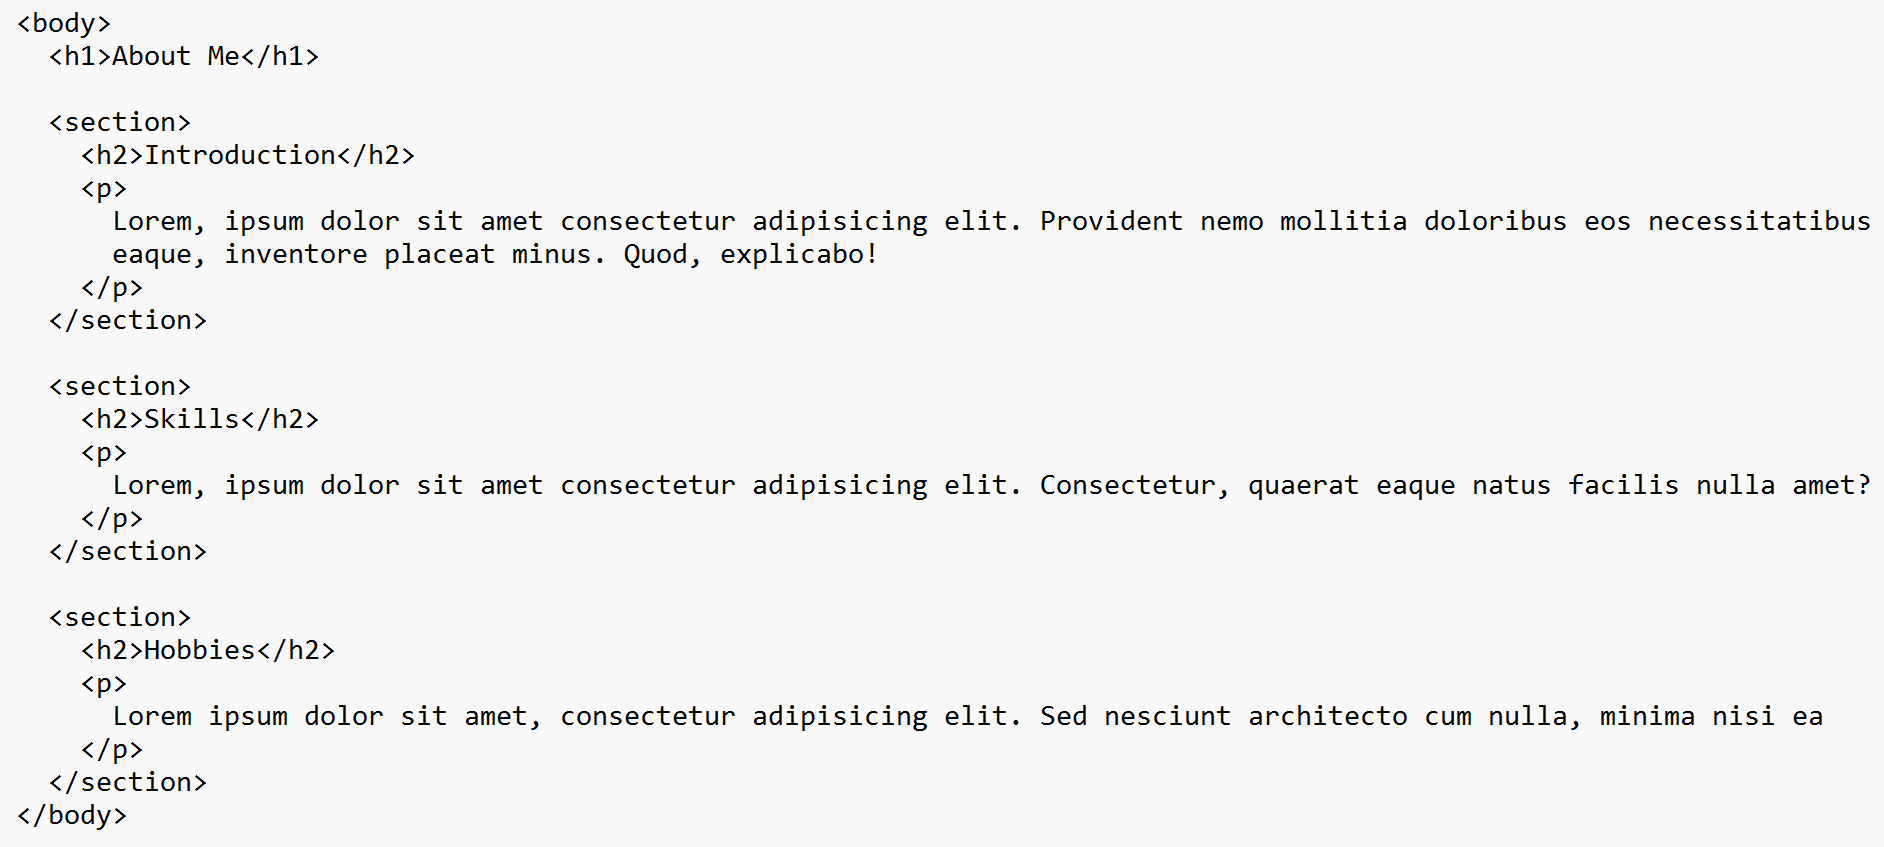 <body>
  <h1>About Me</h1>

  <section>
    <h2>Introduction</h2>
    <p>
      Lorem, ipsum dolor sit amet consectetur adipisicing elit. Provident nemo mollitia doloribus eos necessitatibus
      eaque, inventore placeat minus. Quod, explicabo!
    </p>
  </section>

  <section>
    <h2>Skills</h2>
    <p>
      Lorem, ipsum dolor sit amet consectetur adipisicing elit. Consectetur, quaerat eaque natus facilis nulla amet?
    </p>
  </section>

  <section>
    <h2>Hobbies</h2>
    <p>
      Lorem ipsum dolor sit amet, consectetur adipisicing elit. Sed nesciunt architecto cum nulla, minima nisi ea
    </p>
  </section>
</body>